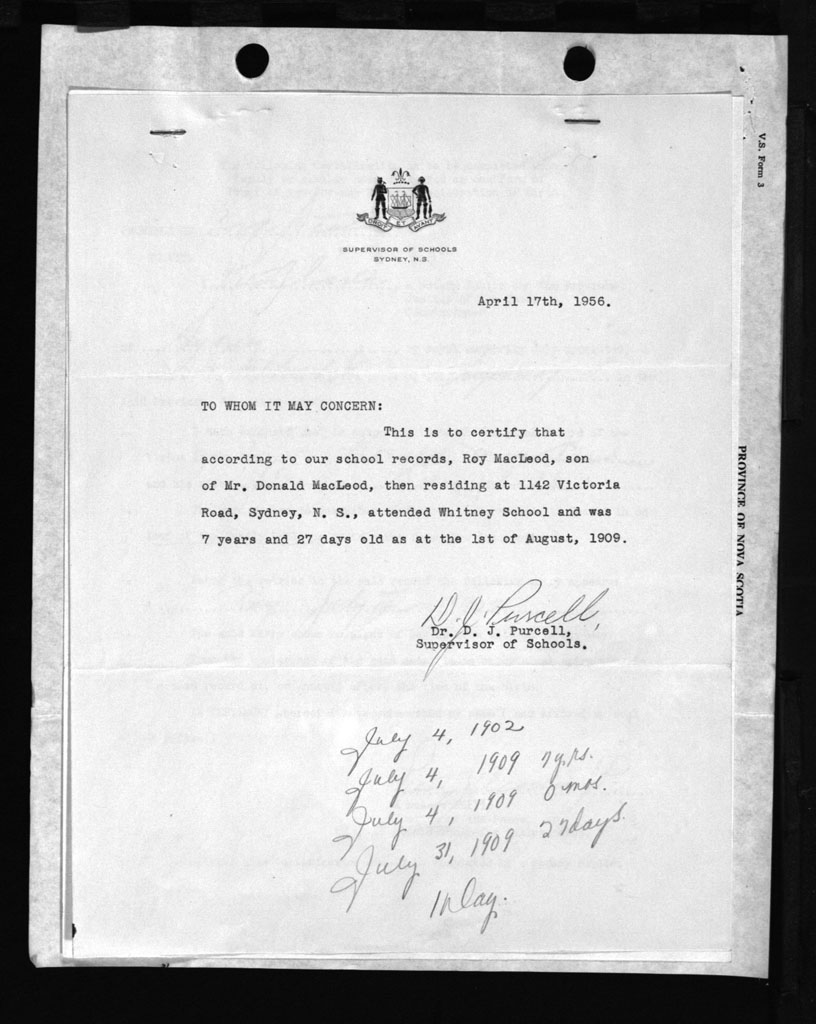 V.S. Form 3
PROVINCE OF NOVA SCOTIA
DROIT ET AVANT
SUPERVISOR OF SCHOOLS
SYDNEY, N.S.
April 17th, 1956.
TO WHOM IT MAY CONCERN:
This is to certify that
according to our school records, Roy MacLeod, son
of Mr. Donald MacLeod, then residing at 1142 Victoria
Road, Sydney, N. S., attended Whitney School and was
7 years and 27 days old as at the 1st of August, 1909.
D. J. Purcell,
Dr. D. J. Purcell,
Supervisor of Schools.
July 4, 1902
July 4, 1909 7 yrs.
July 4, 1909 0 mos.
July 31, 1909 27 days.